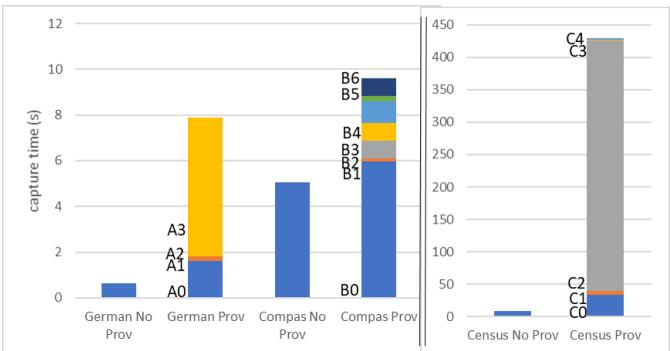 12
10
8
6
4
2
0
capture time (s)
A3
A2
A1
A0
B6
B5
B4
B3
B2
B1
B0
German No
Prov
German Prov
Compas No
Prov
Compas Prov
450
400
350
300
250
200
150
100
50
0
C4
C3
C2
C1
C0
Census No Prov
Census Prov